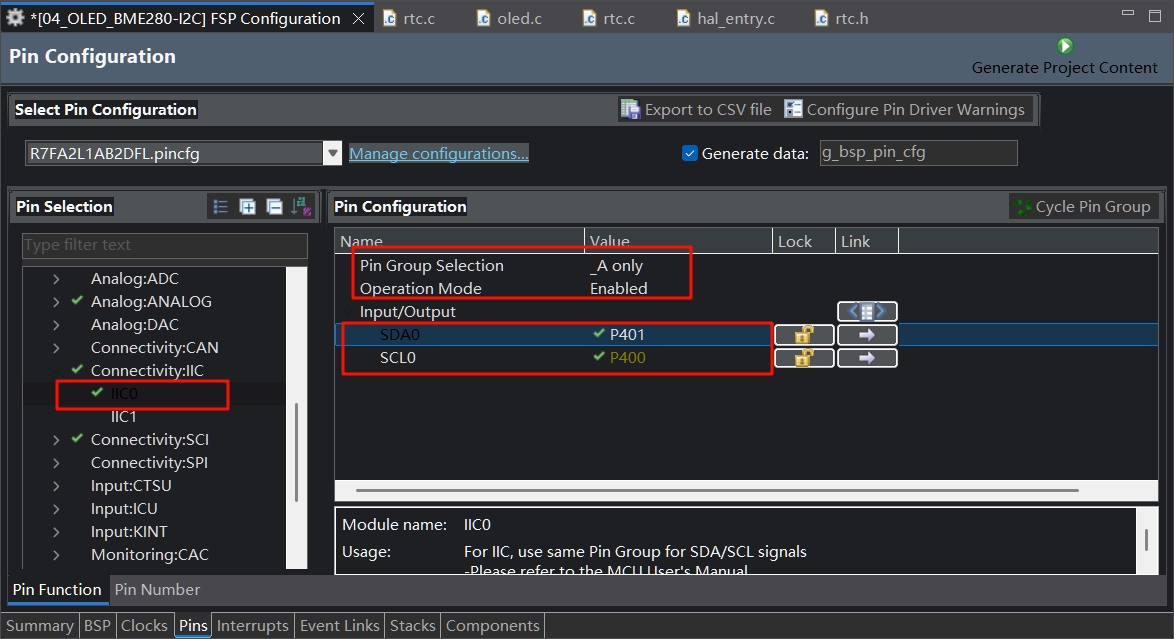 *[04_OLED_BME280-I2C] FSP Configuration rtc.c oled.c rtc.c hal_entry.c rtc.h
Pin Configuration
Generate Project Content
Select Pin Configuration Export to CSV file Configure Pin Driver Warnings
R7FA2L1AB2DFL.pincfg Manage configurations... Generate data: g_bsp_pin_cfg
Pin Selection
Type filter text
Analog:ADC
Analog:ANALOG
Analog:DAC
Connectivity:CAN
Connectivity:IIC
IIC0
IIC1
Connectivity:SCI
Connectivity:SPI
Input:CTSU
Input:ICU
Input:KINT
Monitoring:CAC
Pin Configuration Cycle Pin Group
Name Value Lock Link
Pin Group Selection _A only
Operation Mode Enabled
Input/Output
SDA0 P401
SCL0 P400
Module name: IIC0
Usage: For IIC, use same Pin Group for SDA/SCL signals
-Please refer to the MCU User's Manual
Pin Function Pin Number
Summary BSP Clocks Pins Interrupts Event Links Stacks Components